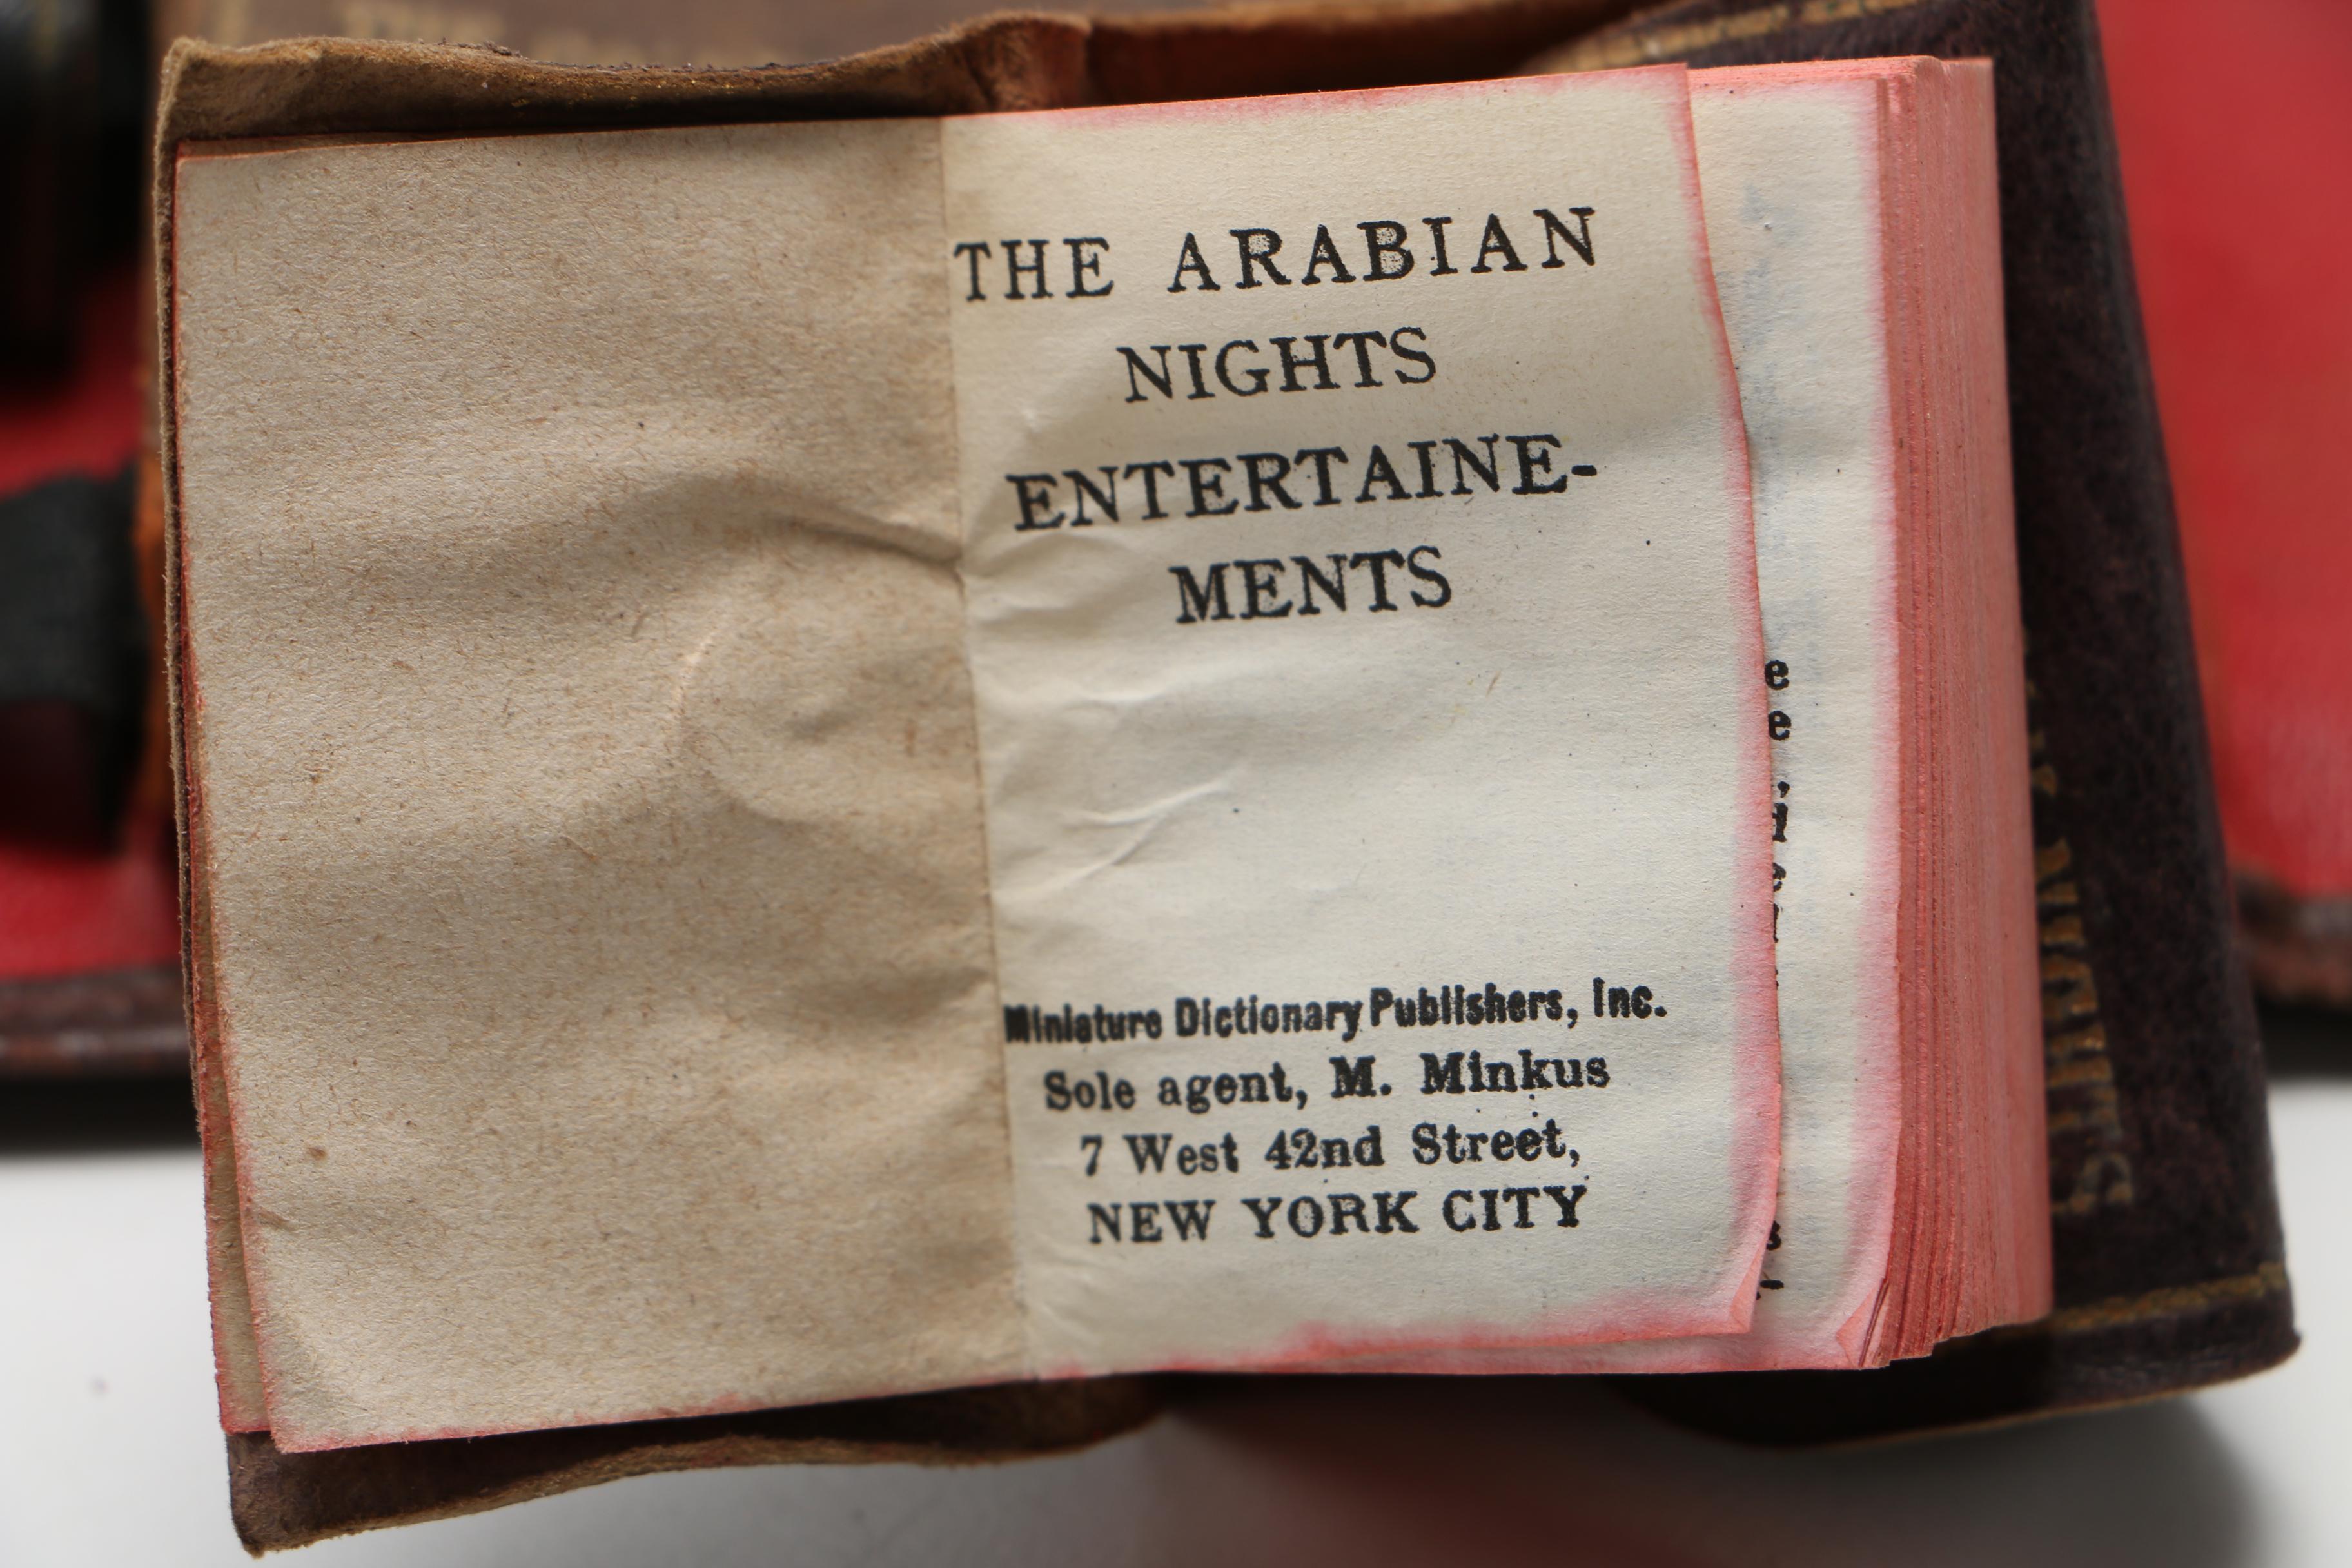 THE ARABIAN
NIGHTS
ENTERTAINE-
MENTS
Miniature Dictionary Publishers, Inc.
Sole agent, M. Minkus
7 West 42nd Street,
NEW YORK CITY